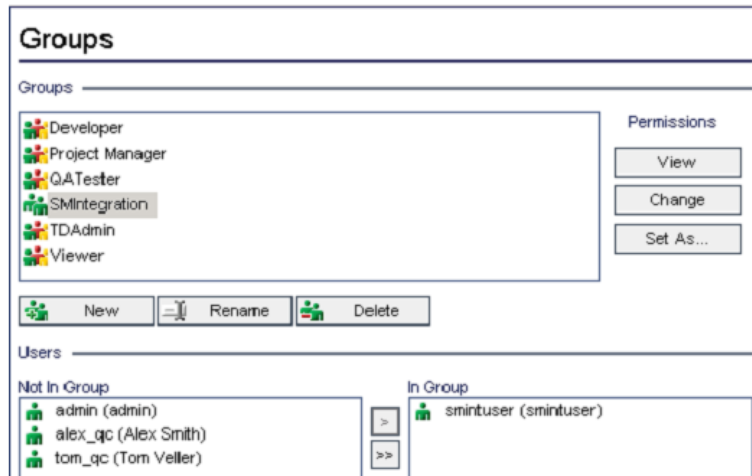 Groups
Groups
Developer
Project Manager
QATester
SMIntegration
TDAdmin
Viewer
Permissions
View
Change
Set As...
New
Rename
Delete
Users
Not In Group
admin (admin)
alex_qc (Alex Smith)
tom_qc (Tom Veller)
>
>>
In Group
smintuser (smintuser)